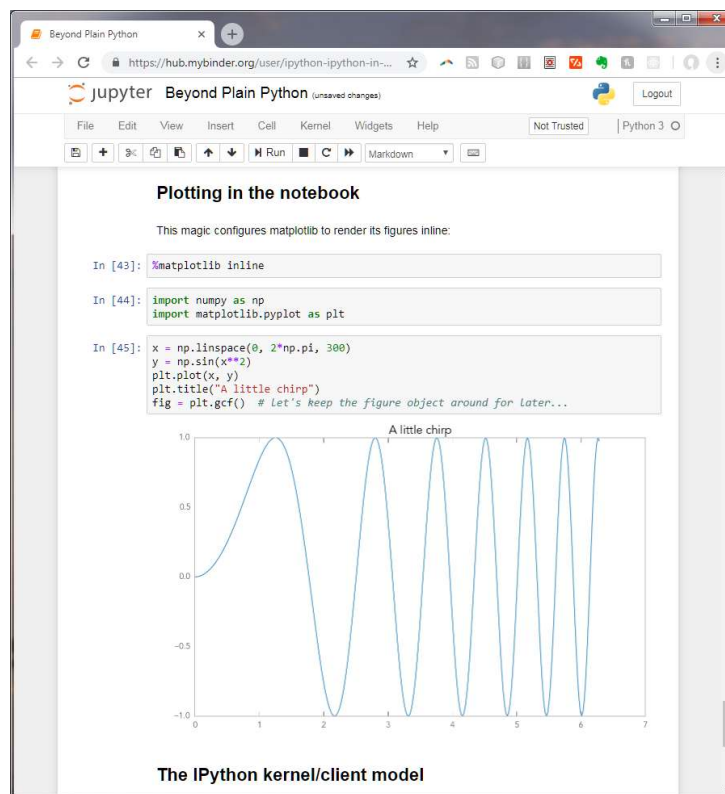 Beyond Plain Python
https://hub.mybinder.org/user/ipython-ipython-in-...
jupyter Beyond Plain Python (unsaved changes)
Logout
File Edit View Insert Cell Kernel Widgets Help Not Trusted Python 3
Run Markdown
Plotting in the notebook
This magic configures matplotlib to render its figures inline:
In [43]: %matplotlib inline
In [44]: import numpy as np
import matplotlib.pyplot as plt
In [45]: x = np.linspace(0, 2*np.pi, 300)
y = np.sin(x**2)
plt.plot(x, y)
plt.title("A little chirp")
fig = plt.gcf()  # let's keep the figure object around for later...
A little chirp
1.0
0.5
0.0
−0.5
−1.0
0 1 2 3 4 5 6 7
The IPython kernel/client model